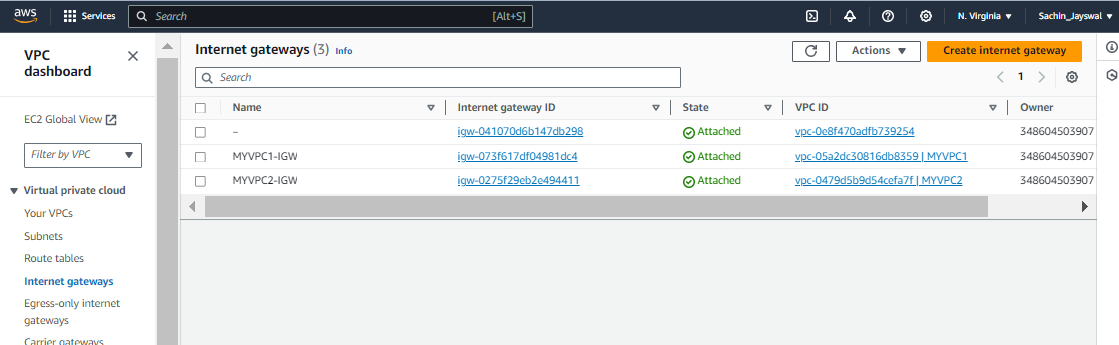 aws Services Search [Alt+S] N. Virginia Sachin_Jayswal
VPC dashboard
EC2 Global View
Filter by VPC
Virtual private cloud
Your VPCs
Subnets
Route tables
Internet gateways
Egress-only internet
gateways
Carrier gateways
Internet gateways (3) Info Actions Create internet gateway
Search 1
Name Internet gateway ID State VPC ID Owner
– igw-041070d6b147db298 Attached vpc-0e8f470adfb739254 348604503907
MYVPC1-IGW igw-073f617df04981dc4 Attached vpc-05a2dc30816db8359 | MYVPC1 348604503907
MYVPC2-IGW igw-0275f29eb2e494411 Attached vpc-0479d5b9d54cefa7f | MYVPC2 348604503907